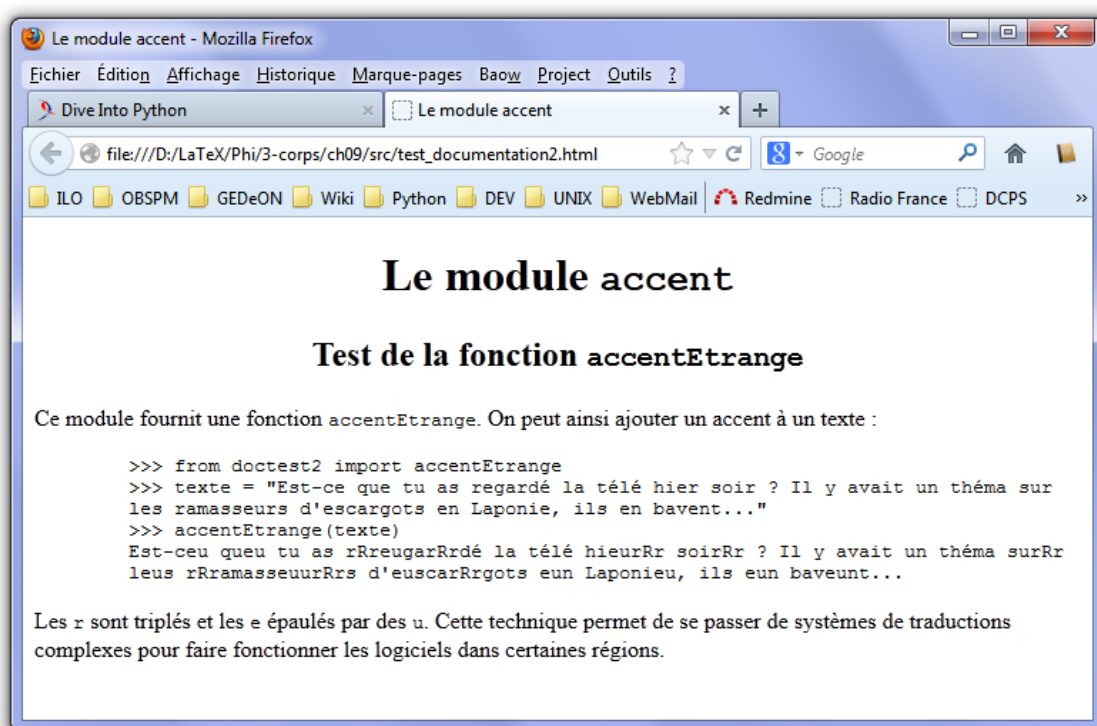 Le module accent - Mozilla Firefox
Fichier Édition Affichage Historique Marque-pages Baow Project Outils ?
Dive Into Python × Le module accent × +
file:///D:/LaTeX/Phi/3-corps/ch09/src/test_documentation2.html Google
ILO OBSPM GEDeON Wiki Python DEV UNIX WebMail Redmine Radio France DCPS »
Le module accent
Test de la fonction accentEtrange
Ce module fournit une fonction accentEtrange. On peut ainsi ajouter un accent à un texte :
>>> from doctest2 import accentEtrange
>>> texte = "Est-ce que tu as regardé la télé hier soir ? Il y avait un théma sur
les ramasseurs d'escargots en Laponie, ils en bavent..."
>>> accentEtrange(texte)
Est-ceu queu tu as rRreugarRrdé la télé hieurRr soirRr ? Il y avait un théma surRr
leus rRramasseuurRrs d'euscarRrgots eun Laponieu, ils eun baveunt...
Les r sont triplés et les e épaulés par des u. Cette technique permet de se passer de systèmes de traductions
complexes pour faire fonctionner les logiciels dans certaines régions.